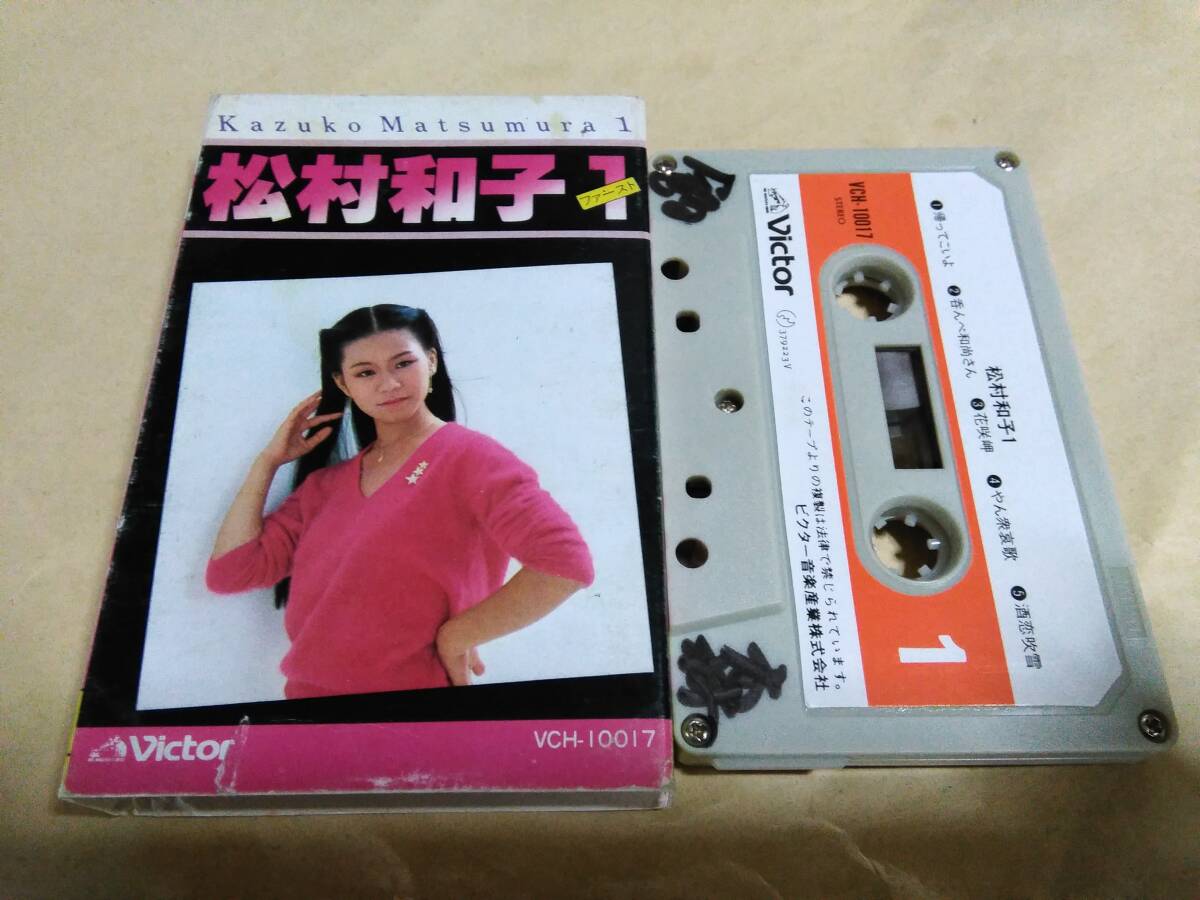 Kazuko Matsumura 1
松村和子1
ファースト
Victor
VCH-10017
Victor
VCH-10017
STEREO
379223V
❶帰ってこいよ ❷呑んべ和尚さん ❸花咲岬 ❹やん衆哀歌 ❺酒恋吹雪
松村和子1
このテープよりの複製は法律で禁じられています。
ビクター音楽産業株式会社
1